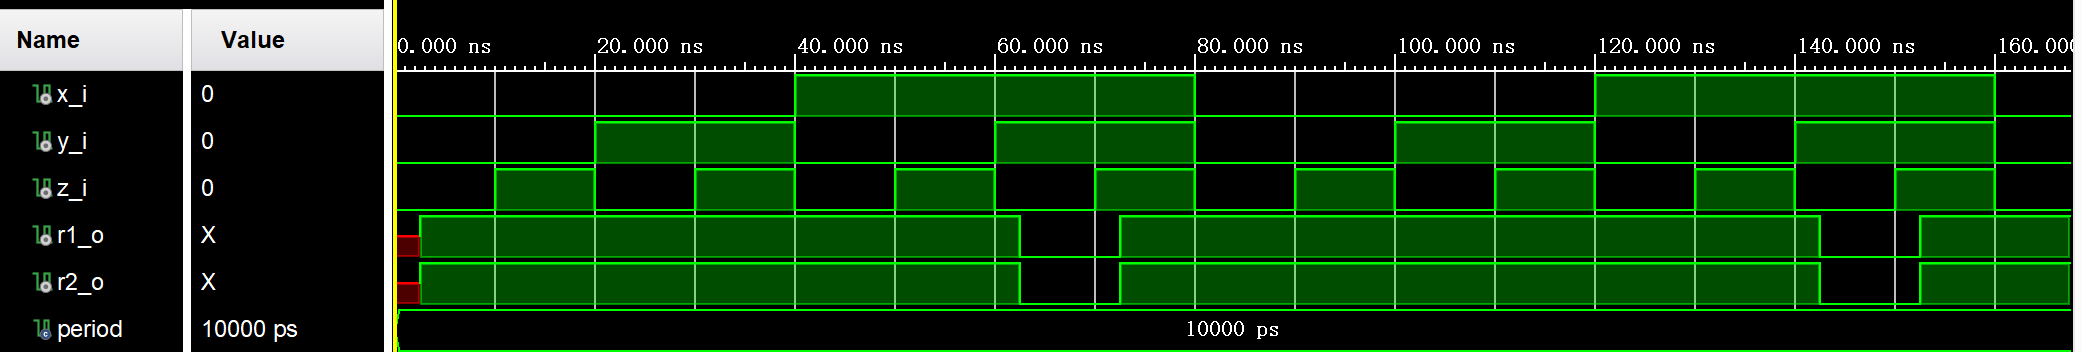 Name Value
0.000 ns 20.000 ns 40.000 ns 60.000 ns 80.000 ns 100.000 ns 120.000 ns 140.000 ns 160.000
x_i 0
y_i 0
z_i 0
r1_o X
r2_o X
period 10000 ps 10000 ps